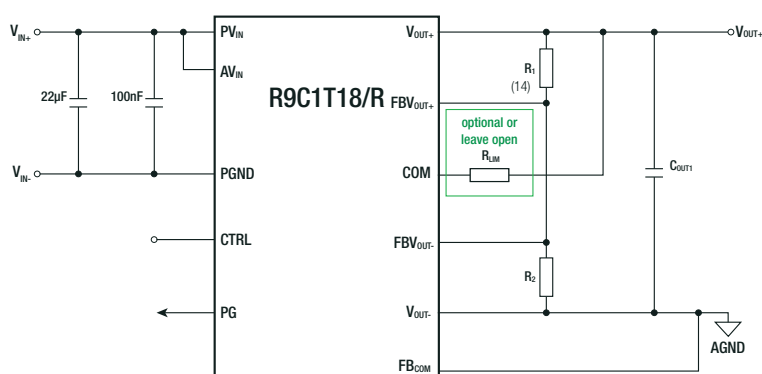 VIN+
PVIN
VOUT+
VOUT+
R1
(14)
AVIN
22µF
100nF
R9C1T18/R
FBVOUT+
optional or
leave open
RLIM
VIN-
PGND
COM
COUT1
CTRL
FBVOUT-
R2
PG
VOUT-
AGND
FBCOM